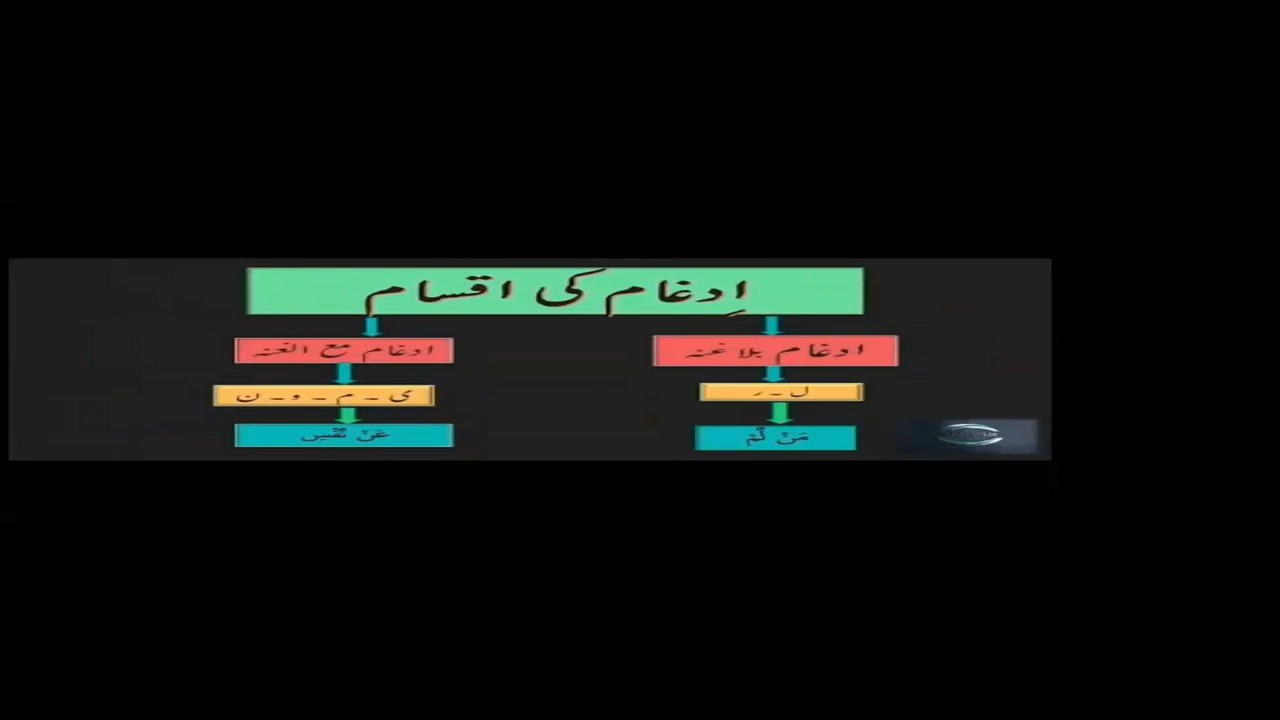 اِدغام کی اقسام
ادغام بلا غنہ
ادغام مع الغنہ
ل ۔ ر
ی ۔ م ۔ و ۔ ن
مَنْ لَّمْ
عَنْ نَّفْسٍ